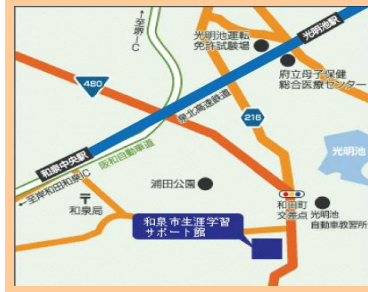 至堺IC
光明池運転
免許試験場
光明池駅
府立母子保健
総合医療センター
480
泉北高速鉄道
216
和泉中央駅
阪和自動車道
光明池
至岸和田和泉IC
和泉局
浦田公園
和田町
交差点
光明池
自動車教習所
和泉市生涯学習
サポート館